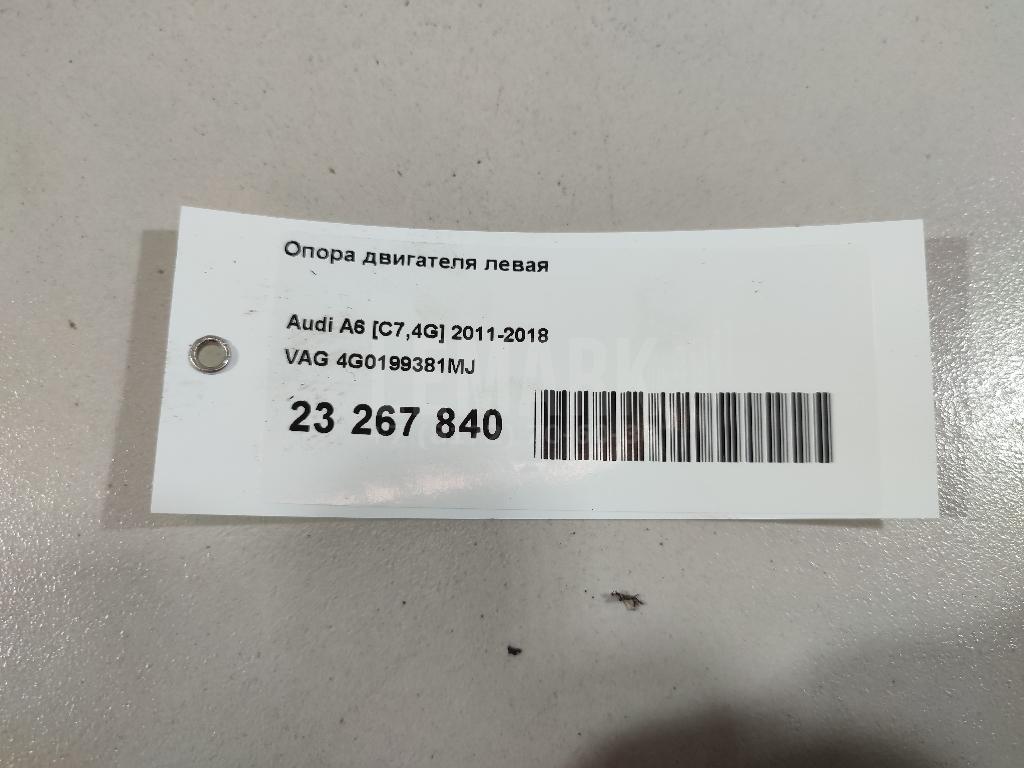 Опора двигателя левая
Audi A6 [C7,4G] 2011-2018
VAG 4G0199381MJ
23 267 840